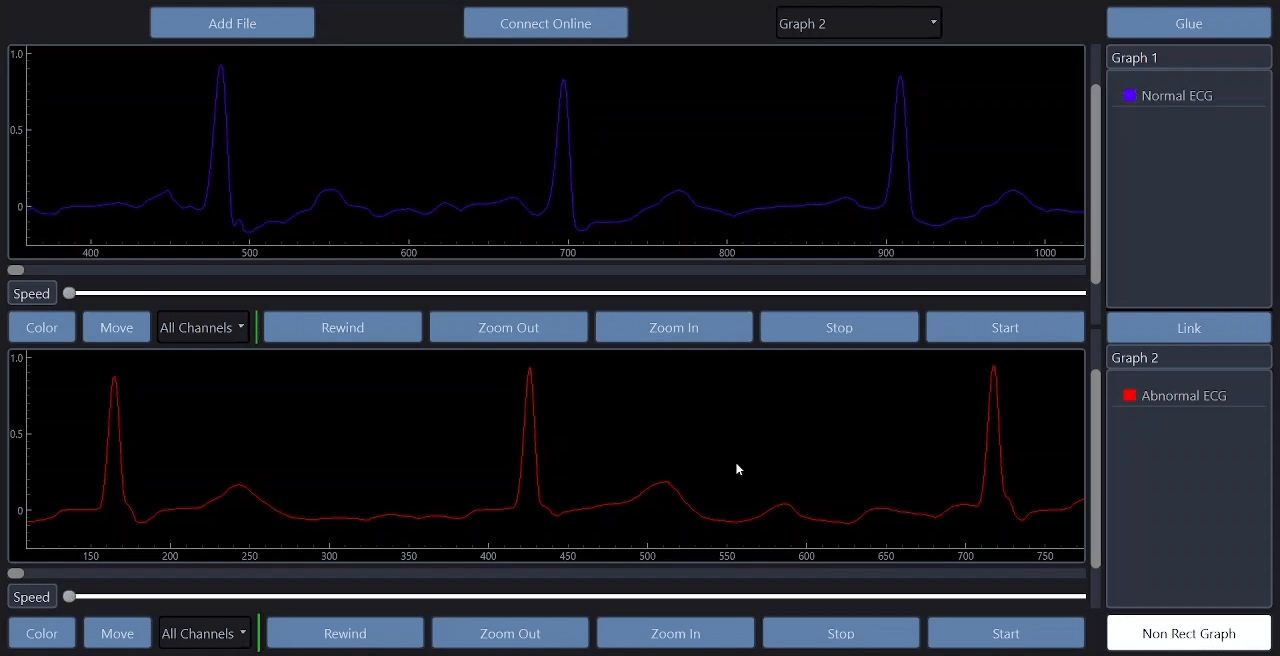 Add File Connect Online Graph 2 Glue
Graph 1
Normal ECG
1.0
0.5
0
400 500 600 700 800 900 1000
Speed
Color Move All Channels Rewind Zoom Out Zoom In Stop Start Link
Graph 2
Abnormal ECG
1.0
0.5
0
150 200 250 300 350 400 450 500 550 600 650 700 750
Speed
Color Move All Channels Rewind Zoom Out Zoom In Stop Start Non Rect Graph